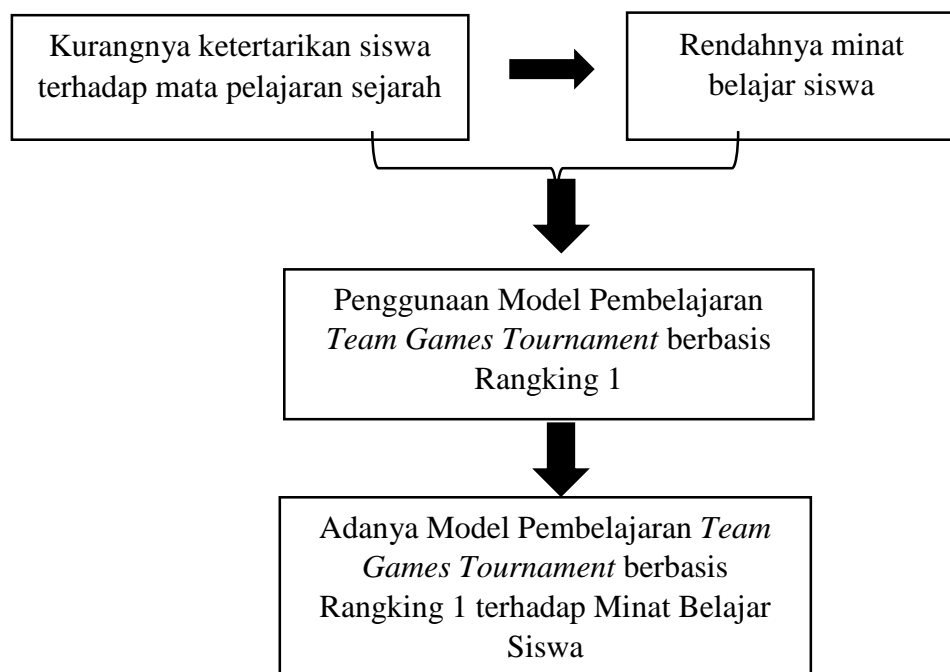 Kurangnya ketertarikan siswa
terhadap mata pelajaran sejarah
Rendahnya minat
belajar siswa
Penggunaan Model Pembelajaran
Team Games Tournament berbasis
Rangking 1
Adanya Model Pembelajaran Team
Games Tournament berbasis
Rangking 1 terhadap Minat Belajar
Siswa